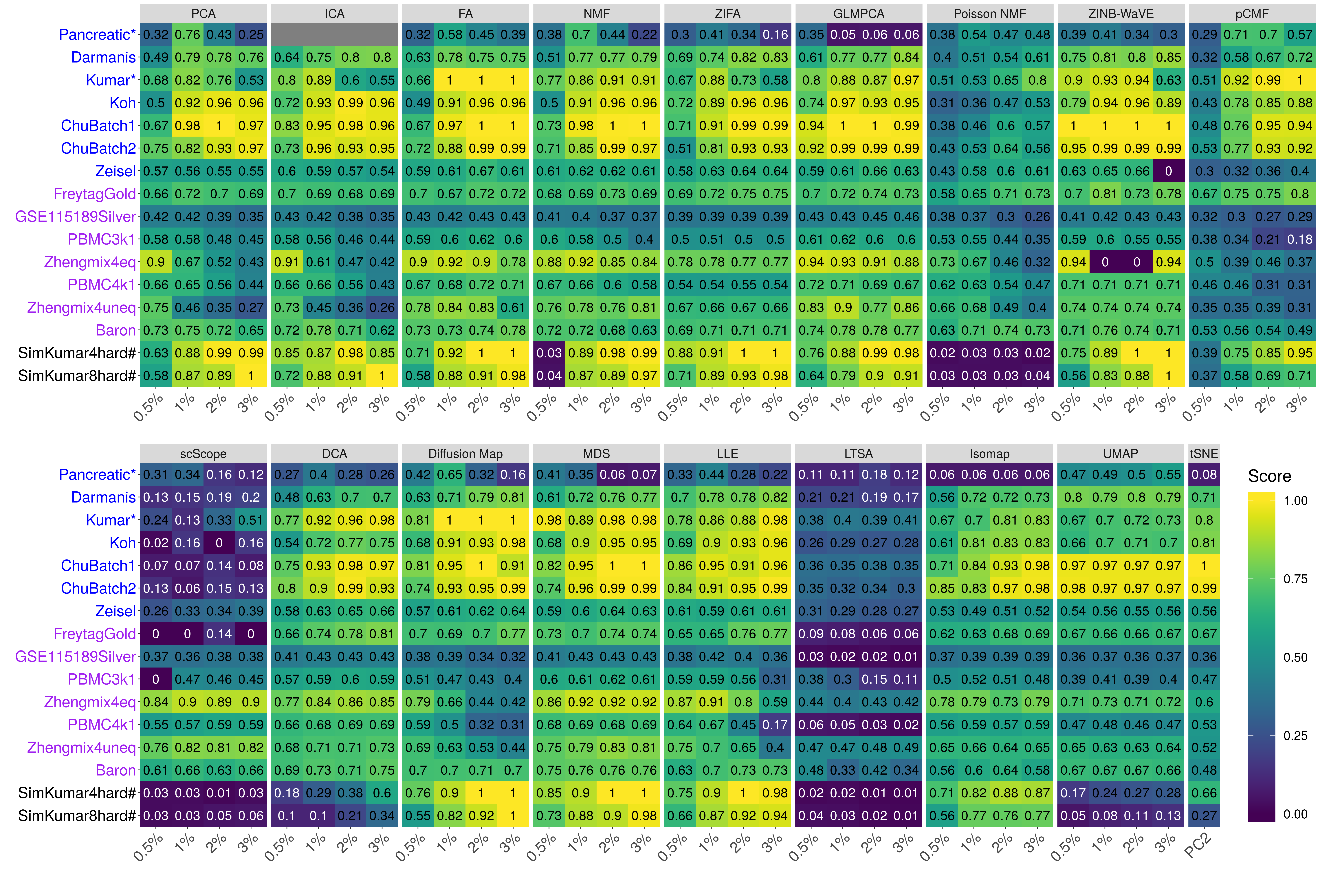 PCA ICA FA NMF ZIFA GLMPCA Poisson NMF ZINB-WaVE pCMF
Pancreatic* 0.32 0.76 0.43 0.25 0.32 0.58 0.45 0.39 0.38 0.7 0.44 0.22 0.3 0.41 0.34 0.16 0.35 0.05 0.06 0.06 0.38 0.54 0.47 0.48 0.39 0.41 0.34 0.3 0.29 0.71 0.7 0.57
Darmanis 0.49 0.79 0.78 0.76 0.64 0.75 0.8 0.8 0.63 0.78 0.75 0.75 0.51 0.77 0.79 0.79 0.69 0.74 0.82 0.83 0.61 0.77 0.77 0.84 0.4 0.51 0.54 0.61 0.75 0.81 0.8 0.85 0.32 0.58 0.67 0.72
Kumar* 0.68 0.82 0.76 0.53 0.8 0.89 0.6 0.55 0.66 1 1 1 0.77 0.86 0.91 0.91 0.67 0.88 0.73 0.58 0.8 0.88 0.87 0.97 0.51 0.53 0.65 0.8 0.9 0.93 0.94 0.63 0.51 0.92 0.99 1
Koh 0.5 0.92 0.96 0.96 0.72 0.93 0.99 0.96 0.49 0.91 0.96 0.96 0.5 0.91 0.96 0.96 0.72 0.89 0.96 0.96 0.74 0.97 0.93 0.95 0.31 0.36 0.47 0.53 0.79 0.94 0.96 0.89 0.43 0.78 0.85 0.88
ChuBatch1 0.67 0.98 1 0.97 0.83 0.95 0.98 0.96 0.67 0.97 1 1 0.73 0.98 1 1 0.71 0.91 0.99 0.99 0.94 1 1 0.99 0.38 0.46 0.6 0.57 1 1 1 1 0.48 0.76 0.95 0.94
ChuBatch2 0.75 0.82 0.93 0.97 0.73 0.96 0.93 0.95 0.72 0.88 0.99 0.99 0.74 0.92 0.99 0.99 0.51 0.81 0.93 0.93 0.92 0.99 0.99 0.99 0.43 0.53 0.64 0.56 0.95 0.99 0.99 0.99 0.53 0.77 0.93 0.92
Zeisel 0.57 0.56 0.55 0.55 0.6 0.59 0.57 0.54 0.59 0.61 0.67 0.61 0.61 0.62 0.62 0.61 0.58 0.63 0.64 0.64 0.59 0.61 0.66 0.63 0.43 0.58 0.6 0.61 0.63 0.65 0.66 0 0.3 0.32 0.36 0.4
FreytagGold 0.66 0.72 0.7 0.69 0.7 0.69 0.68 0.69 0.7 0.67 0.72 0.72 0.68 0.69 0.73 0.69 0.69 0.67 0.72 0.75 0.71 0.72 0.74 0.73 0.58 0.65 0.71 0.73 0.7 0.81 0.73 0.78 0.67 0.75 0.75 0.8
GSE115189Silver 0.42 0.42 0.39 0.35 0.43 0.42 0.38 0.35 0.43 0.42 0.43 0.43 0.41 0.4 0.37 0.37 0.39 0.39 0.39 0.39 0.43 0.43 0.45 0.46 0.38 0.37 0.3 0.26 0.41 0.42 0.43 0.43 0.32 0.3 0.27 0.29
PBMC3k1 0.58 0.58 0.48 0.45 0.58 0.56 0.46 0.44 0.59 0.6 0.62 0.6 0.6 0.58 0.5 0.4 0.5 0.51 0.5 0.5 0.61 0.62 0.6 0.6 0.53 0.55 0.44 0.35 0.59 0.6 0.55 0.55 0.38 0.34 0.21 0.18
Zhengmix4eq 0.9 0.67 0.52 0.43 0.91 0.61 0.47 0.42 0.9 0.92 0.9 0.78 0.88 0.92 0.85 0.84 0.78 0.78 0.77 0.77 0.94 0.93 0.91 0.88 0.73 0.67 0.46 0.32 0.94 0 0 0.94 0.5 0.39 0.46 0.37
PBMC4k1 0.66 0.65 0.56 0.44 0.66 0.66 0.56 0.43 0.67 0.68 0.72 0.71 0.67 0.66 0.6 0.58 0.54 0.54 0.55 0.54 0.72 0.71 0.69 0.67 0.62 0.63 0.54 0.47 0.71 0.7 0.69 0.69 0.46 0.46 0.31 0.31
Zhengmix4uneq 0.75 0.46 0.35 0.27 0.73 0.45 0.36 0.26 0.78 0.84 0.83 0.61 0.76 0.78 0.76 0.81 0.67 0.66 0.66 0.67 0.83 0.9 0.77 0.86 0.66 0.68 0.49 0.4 0.74 0.74 0.74 0.74 0.35 0.35 0.31 0.35
Baron 0.73 0.75 0.72 0.65 0.72 0.78 0.71 0.62 0.73 0.73 0.74 0.78 0.72 0.72 0.68 0.63 0.69 0.71 0.71 0.71 0.74 0.78 0.78 0.77 0.63 0.71 0.74 0.73 0.71 0.76 0.74 0.71 0.53 0.56 0.54 0.49
SimKumar4hard# 0.63 0.88 0.99 0.99 0.85 0.87 0.98 0.85 0.71 0.92 1 1 0.03 0.89 0.98 0.99 0.88 0.91 1 1 0.76 0.88 0.99 0.98 0.02 0.03 0.03 0.02 0.75 0.89 1 1 0.39 0.75 0.85 0.95
SimKumar8hard# 0.58 0.87 0.89 1 0.72 0.88 0.91 1 0.58 0.88 0.91 0.98 0.04 0.87 0.89 0.97 0.71 0.89 0.93 0.98 0.64 0.79 0.9 0.91 0.03 0.03 0.03 0.04 0.56 0.83 0.88 1 0.37 0.58 0.69 0.71
0.5% 1% 2% 3% 0.5% 1% 2% 3% 0.5% 1% 2% 3% 0.5% 1% 2% 3% 0.5% 1% 2% 3% 0.5% 1% 2% 3% 0.5% 1% 2% 3% 0.5% 1% 2% 3% 0.5% 1% 2% 3%
scScope DCA Diffusion Map MDS LLE LTSA Isomap UMAP tSNE
Pancreatic* 0.31 0.34 0.16 0.12 0.27 0.4 0.28 0.26 0.42 0.65 0.32 0.16 0.41 0.35 0.06 0.07 0.33 0.44 0.28 0.22 0.11 0.11 0.18 0.12 0.06 0.06 0.06 0.06 0.47 0.49 0.5 0.55 0.08
Darmanis 0.13 0.15 0.19 0.2 0.48 0.63 0.7 0.7 0.63 0.71 0.79 0.81 0.61 0.72 0.76 0.77 0.7 0.78 0.78 0.82 0.21 0.21 0.19 0.17 0.56 0.72 0.72 0.73 0.8 0.79 0.8 0.79 0.71
Kumar* 0.24 0.13 0.33 0.51 0.77 0.92 0.96 0.98 0.81 1 1 1 0.98 0.89 0.98 0.98 0.78 0.86 0.88 0.98 0.38 0.4 0.39 0.41 0.67 0.7 0.81 0.83 0.67 0.7 0.72 0.73 0.8
Koh 0.02 0.16 0 0.16 0.54 0.72 0.77 0.75 0.68 0.91 0.93 0.98 0.68 0.9 0.95 0.95 0.69 0.9 0.93 0.96 0.26 0.29 0.27 0.28 0.61 0.81 0.83 0.83 0.66 0.7 0.71 0.7 0.81
ChuBatch1 0.07 0.07 0.14 0.08 0.75 0.93 0.98 0.97 0.81 0.95 1 0.91 0.82 0.95 1 1 0.86 0.95 0.91 0.96 0.36 0.35 0.35 0.38 0.71 0.84 0.93 0.98 0.97 0.97 0.97 0.97 1
ChuBatch2 0.13 0.06 0.15 0.13 0.8 0.9 0.99 0.93 0.74 0.93 0.95 0.99 0.74 0.96 0.99 0.99 0.84 0.91 0.95 0.99 0.35 0.32 0.34 0.3 0.85 0.83 0.97 0.98 0.98 0.97 0.97 0.97 0.99
Zeisel 0.26 0.33 0.34 0.39 0.58 0.63 0.65 0.66 0.57 0.61 0.62 0.64 0.59 0.6 0.64 0.63 0.61 0.59 0.61 0.61 0.31 0.29 0.28 0.27 0.53 0.49 0.51 0.52 0.54 0.56 0.55 0.56 0.56
FreytagGold 0 0 0.14 0 0.66 0.74 0.78 0.81 0.7 0.69 0.7 0.77 0.73 0.7 0.74 0.74 0.65 0.65 0.76 0.77 0.09 0.08 0.06 0.06 0.62 0.63 0.69 0.68 0.67 0.66 0.66 0.67 0.67
GSE115189Silver 0.37 0.36 0.38 0.38 0.41 0.43 0.43 0.43 0.38 0.39 0.34 0.32 0.41 0.43 0.43 0.43 0.38 0.42 0.4 0.36 0.03 0.02 0.02 0.01 0.37 0.39 0.39 0.39 0.36 0.37 0.36 0.37 0.36
PBMC3k1 0 0.47 0.46 0.45 0.57 0.59 0.6 0.59 0.51 0.48 0.43 0.4 0.6 0.61 0.62 0.61 0.59 0.56 0.56 0.31 0.38 0.3 0.15 0.11 0.5 0.52 0.51 0.48 0.39 0.41 0.39 0.4 0.47
Zhengmix4eq 0.84 0.9 0.89 0.9 0.77 0.84 0.86 0.85 0.79 0.66 0.48 0.44 0.86 0.92 0.92 0.92 0.87 0.91 0.8 0.59 0.44 0.4 0.43 0.42 0.78 0.79 0.73 0.79 0.71 0.71 0.72 0.72 0.6
PBMC4k1 0.55 0.57 0.59 0.59 0.66 0.68 0.69 0.69 0.59 0.5 0.32 0.31 0.68 0.69 0.68 0.69 0.64 0.67 0.45 0.17 0.06 0.05 0.03 0.02 0.56 0.59 0.57 0.59 0.47 0.48 0.46 0.47 0.53
Zhengmix4uneq 0.76 0.82 0.81 0.82 0.68 0.71 0.71 0.73 0.69 0.63 0.53 0.44 0.75 0.79 0.83 0.81 0.75 0.7 0.65 0.4 0.47 0.47 0.48 0.49 0.65 0.66 0.64 0.65 0.65 0.63 0.63 0.64 0.52
Baron 0.61 0.66 0.63 0.66 0.69 0.73 0.71 0.75 0.7 0.7 0.71 0.7 0.75 0.76 0.76 0.76 0.63 0.7 0.73 0.73 0.48 0.33 0.42 0.34 0.56 0.6 0.64 0.58 0.67 0.67 0.67 0.66 0.48
SimKumar4hard# 0.03 0.03 0.01 0.03 0.18 0.29 0.38 0.6 0.76 0.9 1 1 0.85 0.9 1 1 0.75 0.9 1 0.98 0.02 0.02 0.01 0.01 0.71 0.82 0.88 0.87 0.17 0.24 0.27 0.28 0.66
SimKumar8hard# 0.03 0.03 0.05 0.06 0.1 0.1 0.21 0.34 0.55 0.82 0.92 1 0.73 0.88 0.9 0.98 0.66 0.87 0.92 0.94 0.04 0.03 0.02 0.01 0.56 0.77 0.76 0.77 0.05 0.08 0.11 0.13 0.27
0.5% 1% 2% 3% 0.5% 1% 2% 3% 0.5% 1% 2% 3% 0.5% 1% 2% 3% 0.5% 1% 2% 3% 0.5% 1% 2% 3% 0.5% 1% 2% 3% 0.5% 1% 2% 3% PC2
Score
1.00
0.75
0.50
0.25
0.00